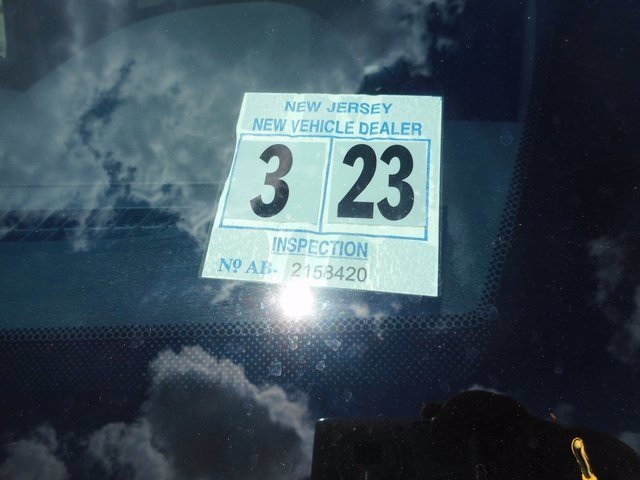 NEW JERSEY
NEW VEHICLE DEALER
3 23
INSPECTION
Nº AB- 2158420